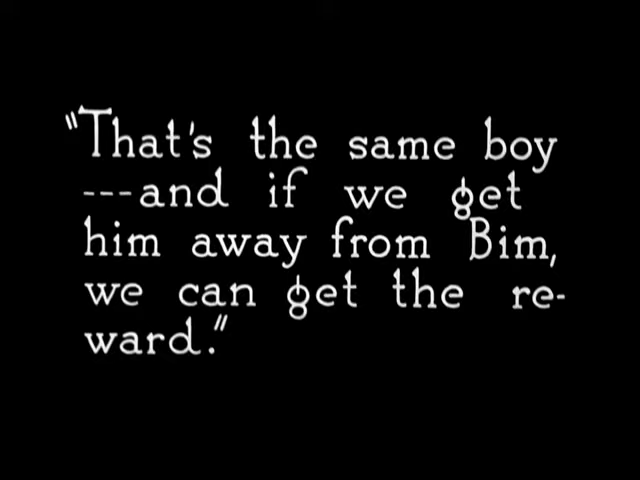 "That's the same boy
---and if we get
him away from Bim,
we can get the re-
ward."